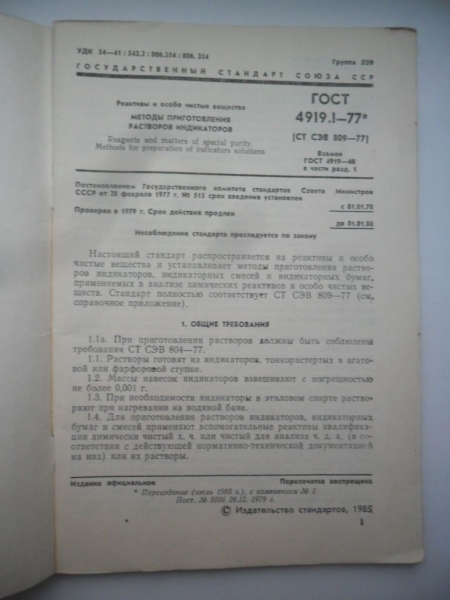 УДК 54—41 : 543.2 : 006.354 : 006. 354
Группа Л59
ГОСУДАРСТВЕННЫЙ СТАНДАРТ СОЮЗА ССР
Реактивы и особо чистые вещества
МЕТОДЫ ПРИГОТОВЛЕНИЯ
РАСТВОРОВ ИНДИКАТОРОВ
Reagents and matters of special purity.
Methods for preparation of indicators solutions
ГОСТ
4919.1—77*
[СТ СЭВ 809—77]
Взамен
ГОСТ 4919—68
в части разд. 1
Постановлением Государственного комитета стандартов Совета Министров
СССР от 28 февраля 1977 г. № 515 срок введения установлен
с 01.01.78
Проверен в 1979 г. Срок действия продлен
до 01.01.88
Несоблюдение стандарта преследуется по закону
Настоящий стандарт распространяется на реактивы и особо
чистые вещества и устанавливает методы приготовления раство-
ров индикаторов, индикаторных смесей и индикаторных бумаг,
применяемых в анализе химических реактивов и особо чистых ве-
ществ. Стандарт полностью соответствует СТ СЭВ 809—77 (см.
справочное приложение).
1. ОБЩИЕ ТРЕБОВАНИЯ
1.1а. При приготовлении растворов должны быть соблюдены
требования СТ СЭВ 804—77.
1.1. Растворы готовят из индикаторов, тонкорастертых в агато-
вой или фарфоровой ступке.
1.2. Массы навесок индикаторов взвешивают с погрешностью
не более 0,001 г.
1.3. При необходимости индикаторы в этиловом спирте раство-
ряют при нагревании на водяной бане.
1.4. Для приготовления растворов индикаторов, индикаторных
бумаг и смесей применяют вспомогательные реактивы квалифика-
ции химически чистый х. ч. или чистый для анализа ч. д. а. (в со-
ответствии с действующей нормативно-технической документацией
на них) или их растворы.
Издание официальное
Перепечатка воспрещена
* Переиздание (июль 1985 г.), с изменением № 1
Пост. № 5036 26.12. 1979 г.
© Издательство стандартов, 1985
*
1